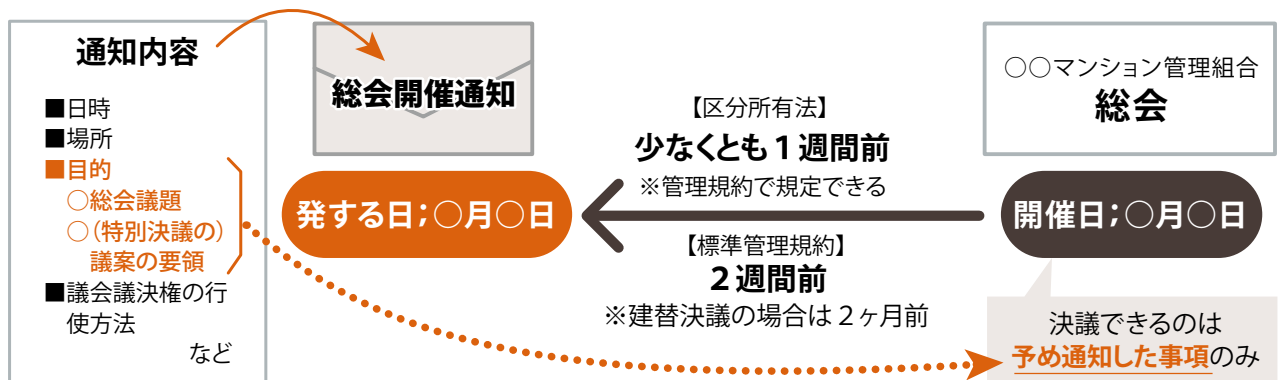 通知内容
■日時
■場所
■目的
○総会議題
○(特別決議の)
議案の要領
■議会議決権の行
使方法
など
総会開催通知
発する日;○月○日
【区分所有法】
少なくとも1週間前
※管理規約で規定できる
【標準管理規約】
2週間前
※建替決議の場合は2ヶ月前
○○マンション管理組合
総会
開催日;○月○日
決議できるのは
予め通知した事項のみ